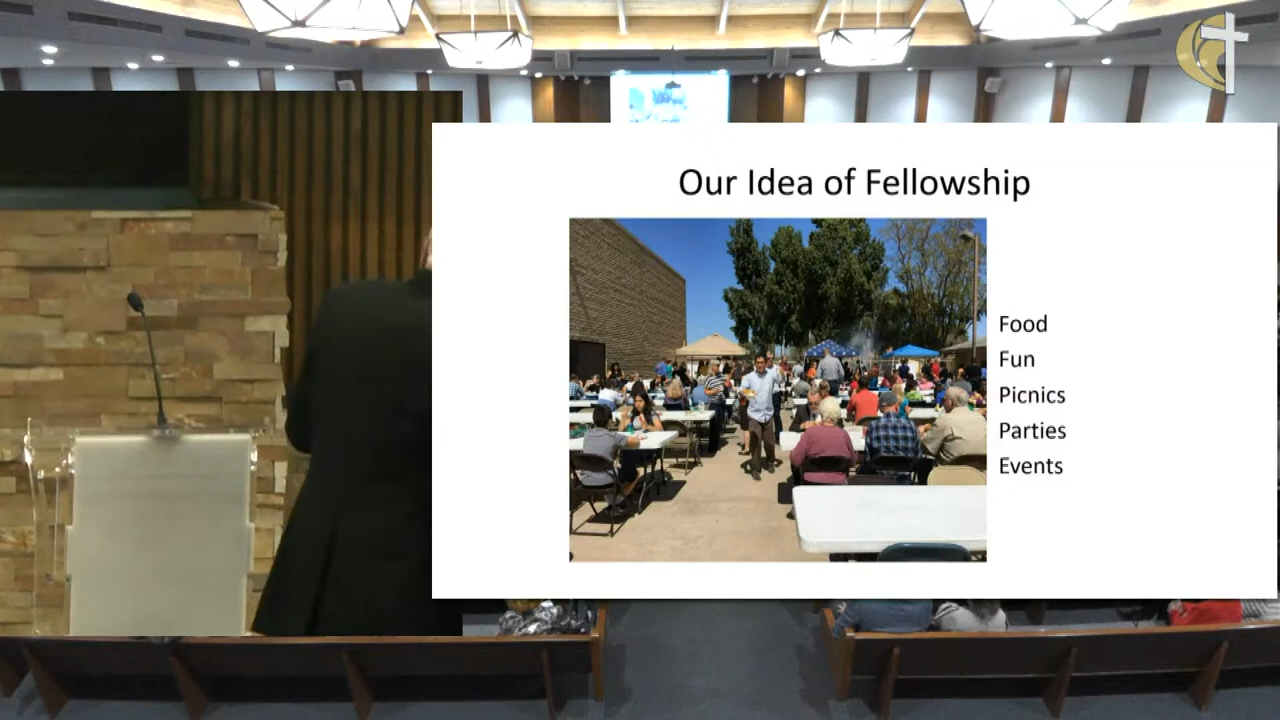 Our Idea of Fellowship
Food
Fun
Picnics
Parties
Events